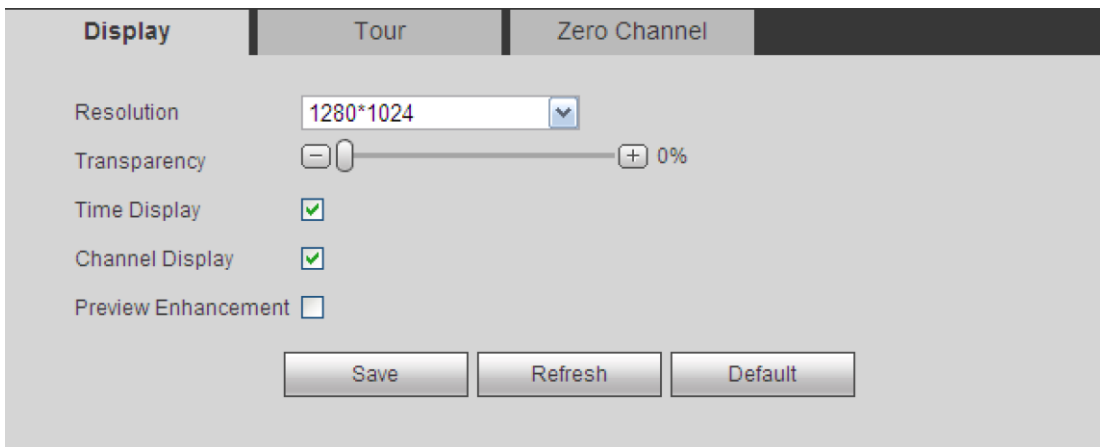 Display Tour Zero Channel
Resolution 1280*1024
Transparency 0%
Time Display
Channel Display
Preview Enhancement
Save Refresh Default